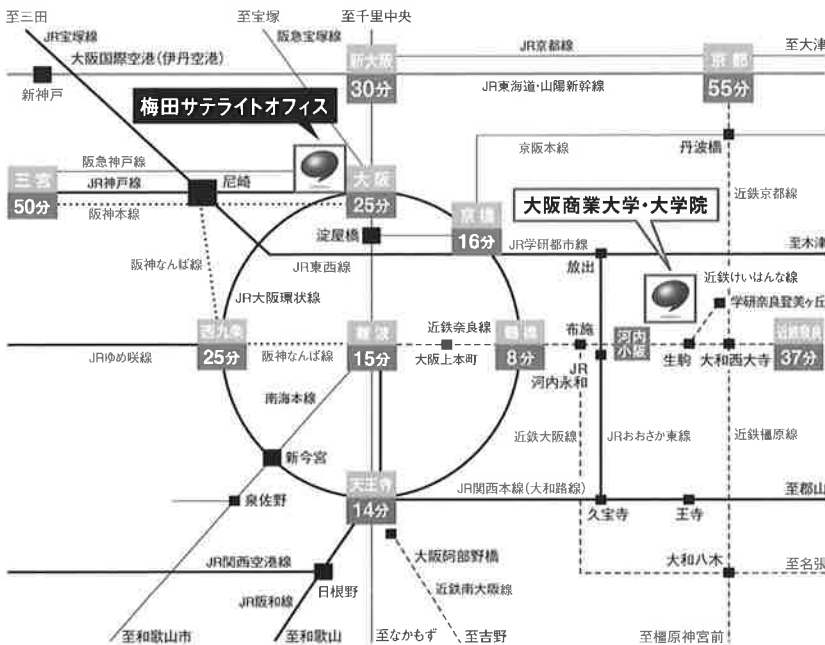 至三田
至宝塚
至千里中央
JR宝塚線
阪急宝塚線
新大阪
JR京都線
京都
至大津
大阪国際空港(伊丹空港)
新神戸
30分
JR東海道・山陽新幹線
55分
梅田サテライトオフィス
京阪本線
丹波橋
阪急神戸線
三宮
JR神戸線
尼崎
大阪
近鉄京都線
50分
阪神本線
25分
京橋
大阪商業大学・大学院
淀屋橋
16分
JR学研都市線
至木津
阪神なんば線
JR東西線
放出
近鉄けいはんな線
JR大阪環状線
学研奈良登美ヶ丘
西九条
難波
近鉄奈良線
鶴橋
布施
河内
小阪
近鉄奈良
JRゆめ咲線
25分
阪神なんば線
15分
大阪上本町
8分
JR
河内永和
生駒
大和西大寺
37分
南海本線
近鉄大阪線
JRおおさか東線
近鉄橿原線
新今宮
天王寺
JR関西本線(大和路線)
至郡山
泉佐野
14分
久宝寺
王寺
JR関西空港線
大阪阿部野橋
大和八木
至名張
日根野
近鉄南大阪線
JR阪和線
至和歌山市
至和歌山
至なかもず
至吉野
至橿原神宮前